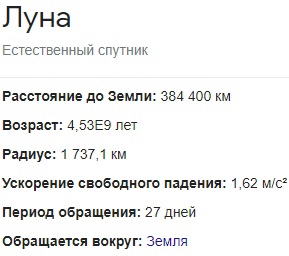 Луна
Естественный спутник
Расстояние до Земли: 384 400 км
Возраст: 4,53E9 лет
Радиус: 1 737,1 км
Ускорение свободного падения: 1,62 м/с²
Период обращения: 27 дней
Обращается вокруг: Земля